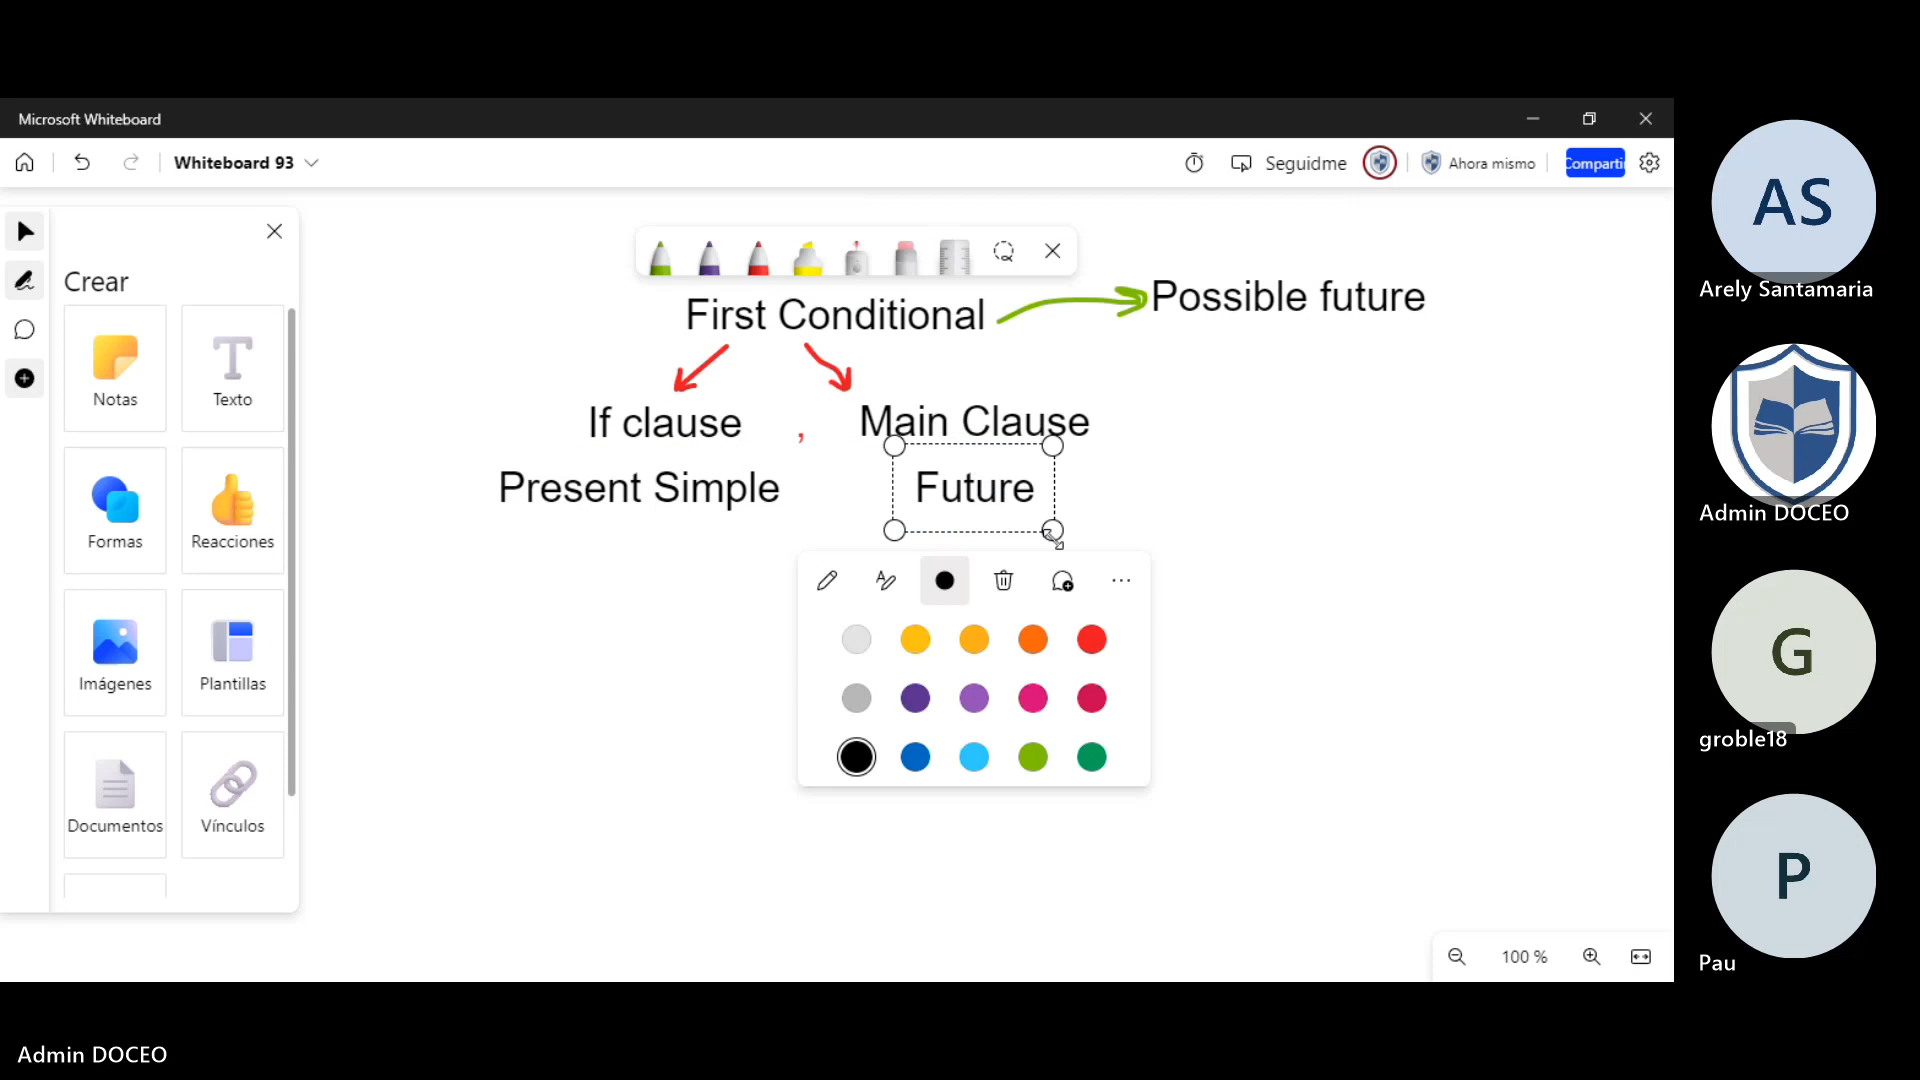 Microsoft Whiteboard
Whiteboard 93
Seguidme
Ahora mismo
Comparti
Crear
Notas
Texto
Formas
Reacciones
Imágenes
Plantillas
Documentos
Vínculos
First Conditional
Possible future
If clause , Main Clause
Present Simple
Future
100 %
AS
Arely Santamaria
Admin DOCEO
G
groble18
P
Pau
Admin DOCEO